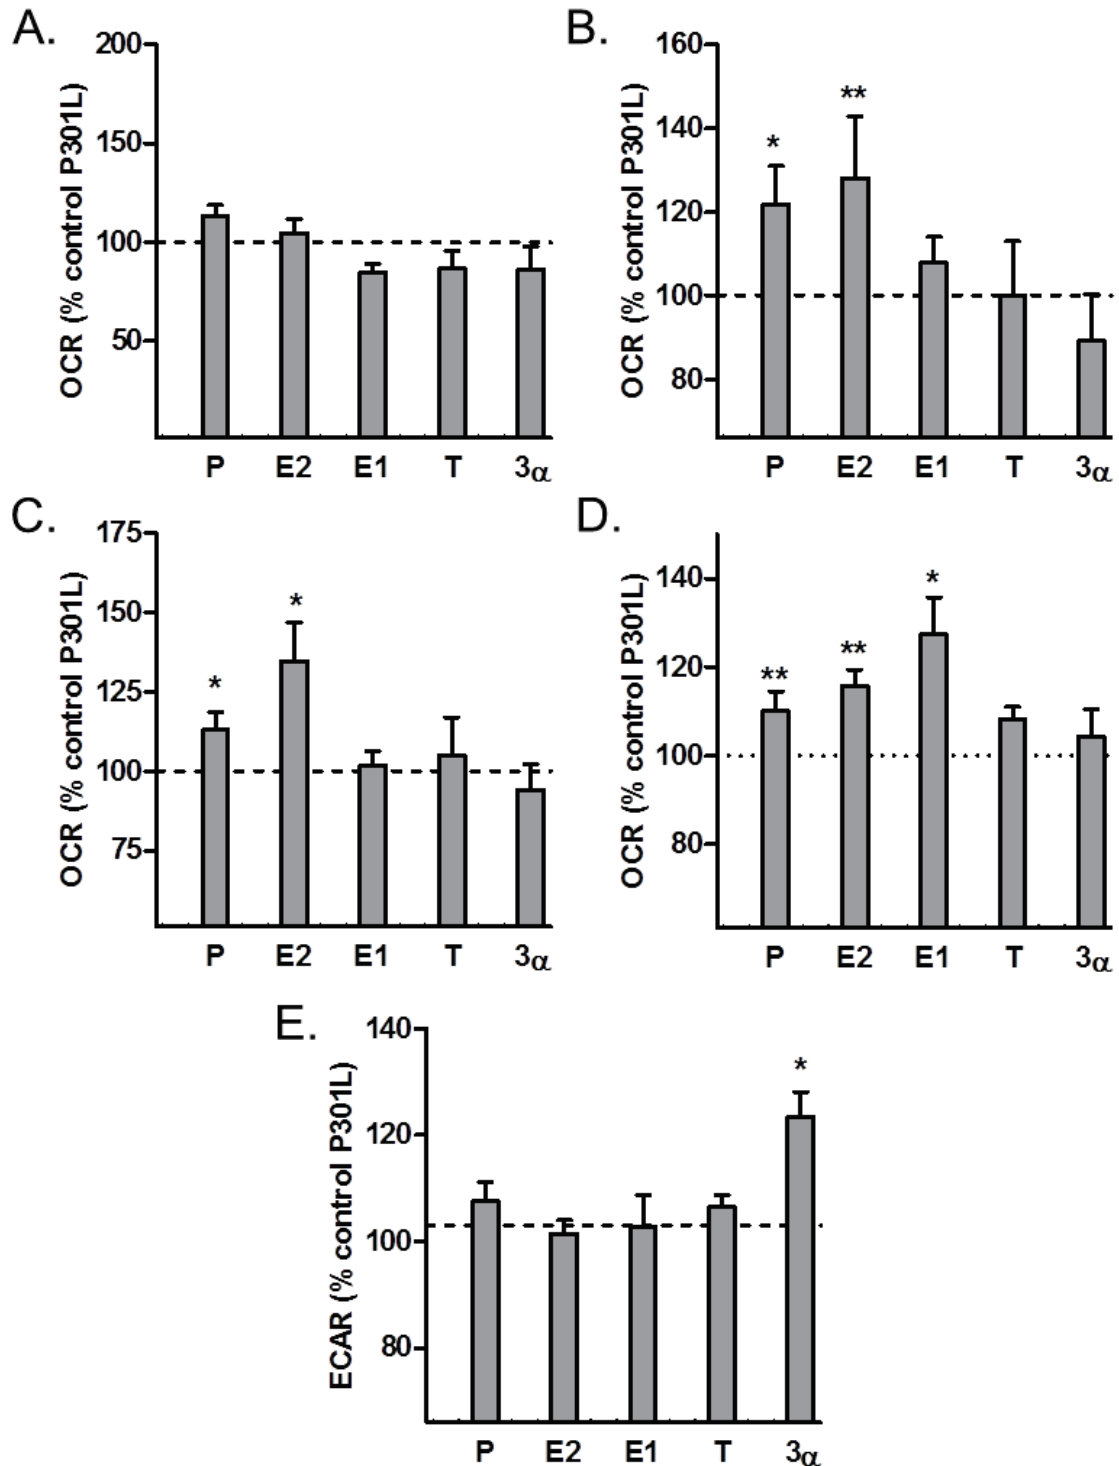 A.
OCR (% control P301L)
200
150
100
50
P E2 E1 T 3α
B.
OCR (% control P301L)
160
140
120
100
80
* **
P E2 E1 T 3α
C.
OCR (% control P301L)
175
150
125
100
75
* *
P E2 E1 T 3α
D.
OCR (% control P301L)
140
120
100
80
** ** *
P E2 E1 T 3α
E.
ECAR (% control P301L)
140
120
100
80
*
P E2 E1 T 3α